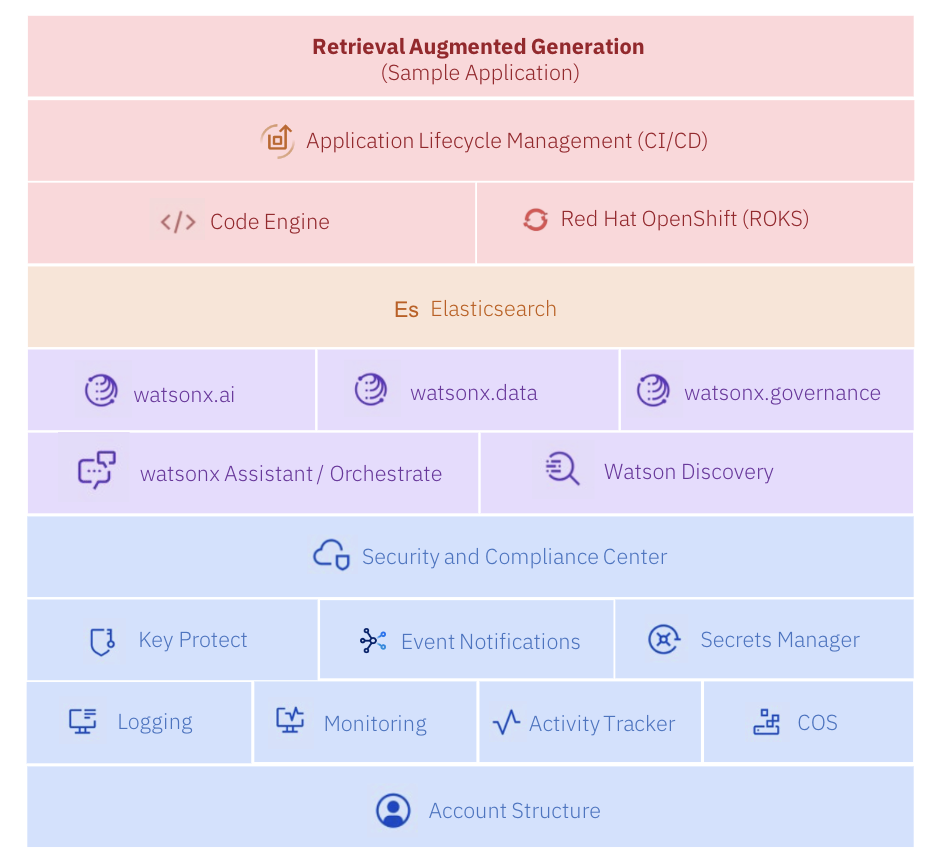 Retrieval Augmented Generation
(Sample Application)
Application Lifecycle Management (CI/CD)
</> Code Engine
Red Hat OpenShift (ROKS)
Es Elasticsearch
watsonx.ai
watsonx.data
watsonx.governance
watsonx Assistant / Orchestrate
Watson Discovery
Security and Compliance Center
Key Protect
Event Notifications
Secrets Manager
Logging
Monitoring
Activity Tracker
COS
Account Structure